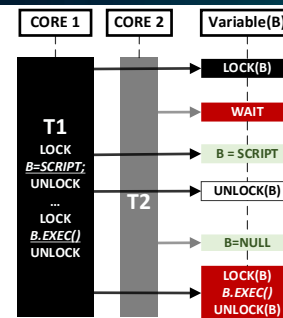 CORE 1
CORE 2
Variable(B)
T1
LOCK
B=SCRIPT;
UNLOCK
...
LOCK
B.EXEC()
UNLOCK
T2
LOCK(B)
WAIT
B = SCRIPT
UNLOCK(B)
B=NULL
LOCK(B)
B.EXEC()
UNLOCK(B)